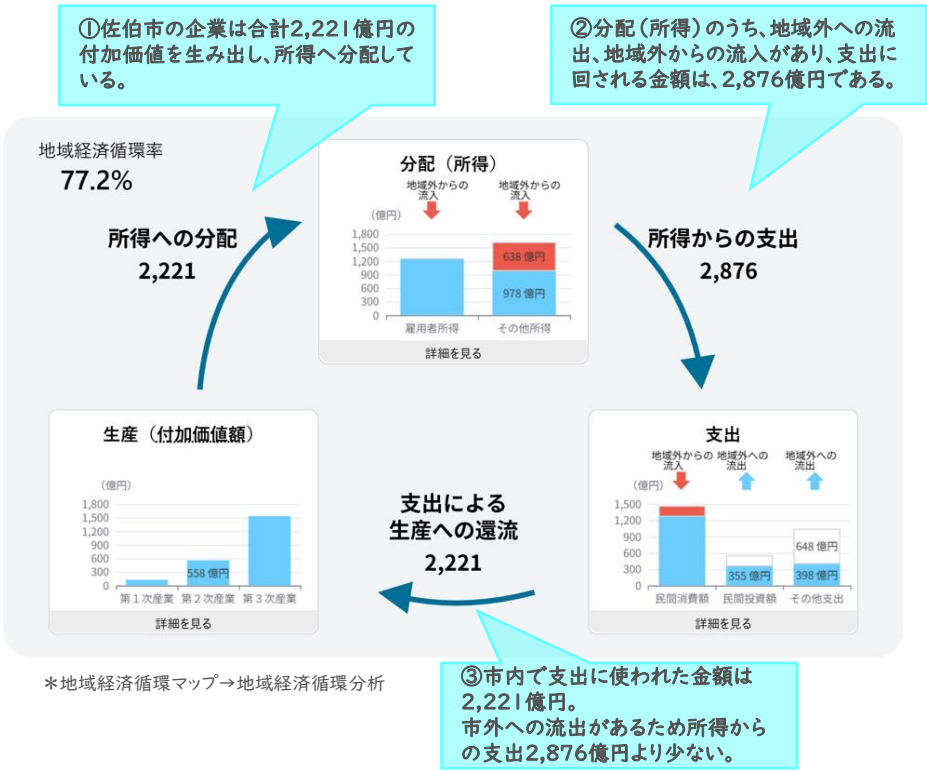 ①佐伯市の企業は合計2,221億円の
付加価値を生み出し、所得へ分配して
いる。
②分配(所得)のうち、地域外への流
出、地域外からの流入があり、支出に
回される金額は、2,876億円である。
地域経済循環率
77.2%
所得への分配
2,221
分配（所得）
地域外からの
流入
地域外からの
流入
（億円）
1,800
1,500
1,200
900
600
300
0
638 億円
978 億円
雇用者所得
その他所得
詳細を見る
所得からの支出
2,876
生産（付加価値額）
（億円）
1,800
1,500
1,200
900
600
300
0
558 億円
第１次産業
第２次産業
第３次産業
詳細を見る
支出による
生産への還流
2,221
支出
地域外からの
流入
地域外への
流出
地域外への
流出
（億円）
1,500
1,200
900
600
300
0
355 億円
648 億円
398 億円
民間消費額
民間投資額
その他支出
詳細を見る
＊地域経済循環マップ→地域経済循環分析
③市内で支出に使われた金額は
2,221億円。
市外への流出があるため所得から
の支出2,876億円より少ない。